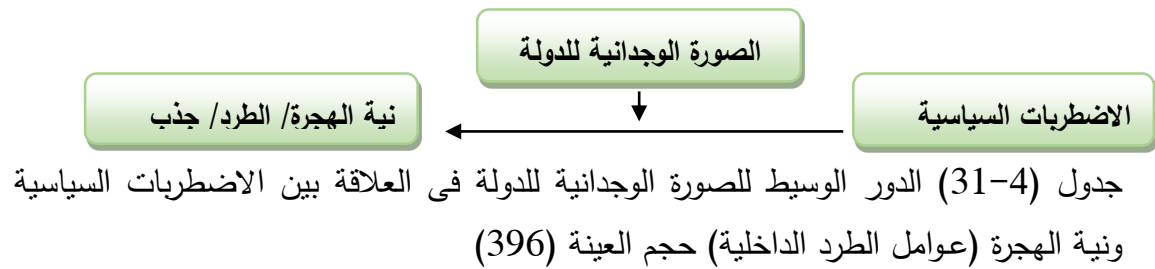 الصورة الوجدانية للدولة
الاضطربات السياسية
نية الهجرة/ الطرد/ جذب
جدول (4-31) الدور الوسيط للصورة الوجدانية للدولة فى العلاقة بين الاضطربات السياسية
ونية الهجرة (عوامل الطرد الداخلية) حجم العينة (396)